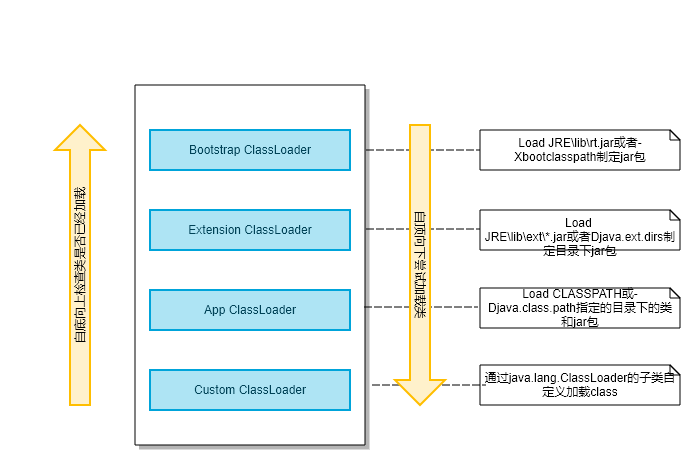 Bootstrap ClassLoader
Load JRE\lib\rt.jar或者-
Xbootclasspath制定jar包
Extension ClassLoader
Load
JRE\lib\ext\*.jar或者Djava.ext.dirs制
定目录下jar包
App ClassLoader
Load CLASSPATH或-
Djava.class.path指定的目录下的类
和jar包
Custom ClassLoader
通过java.lang.ClassLoader的子类自
定义加载class
自底向上检查类是否已经加载
自顶向下尝试加载类